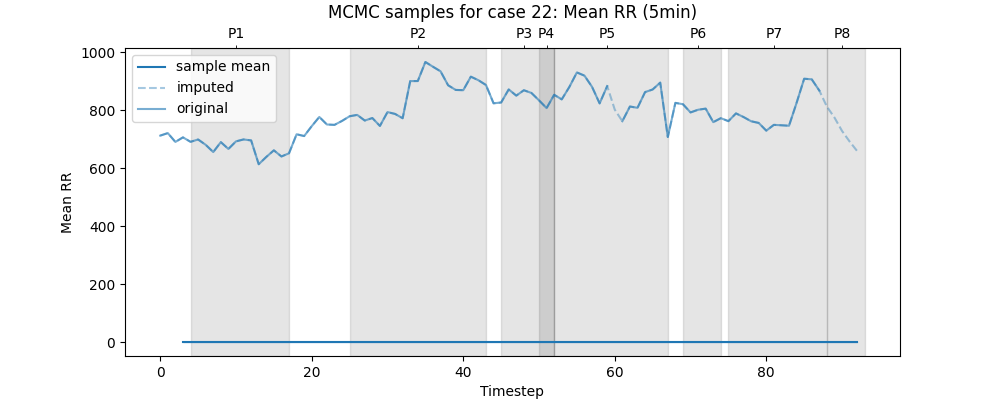 MCMC samples for case 22: Mean RR (5min)
P1 P2 P3 P4 P5 P6 P7 P8
sample mean
imputed
original
1000
800
600
400
200
0
Mean RR
0 20 40 60 80
Timestep